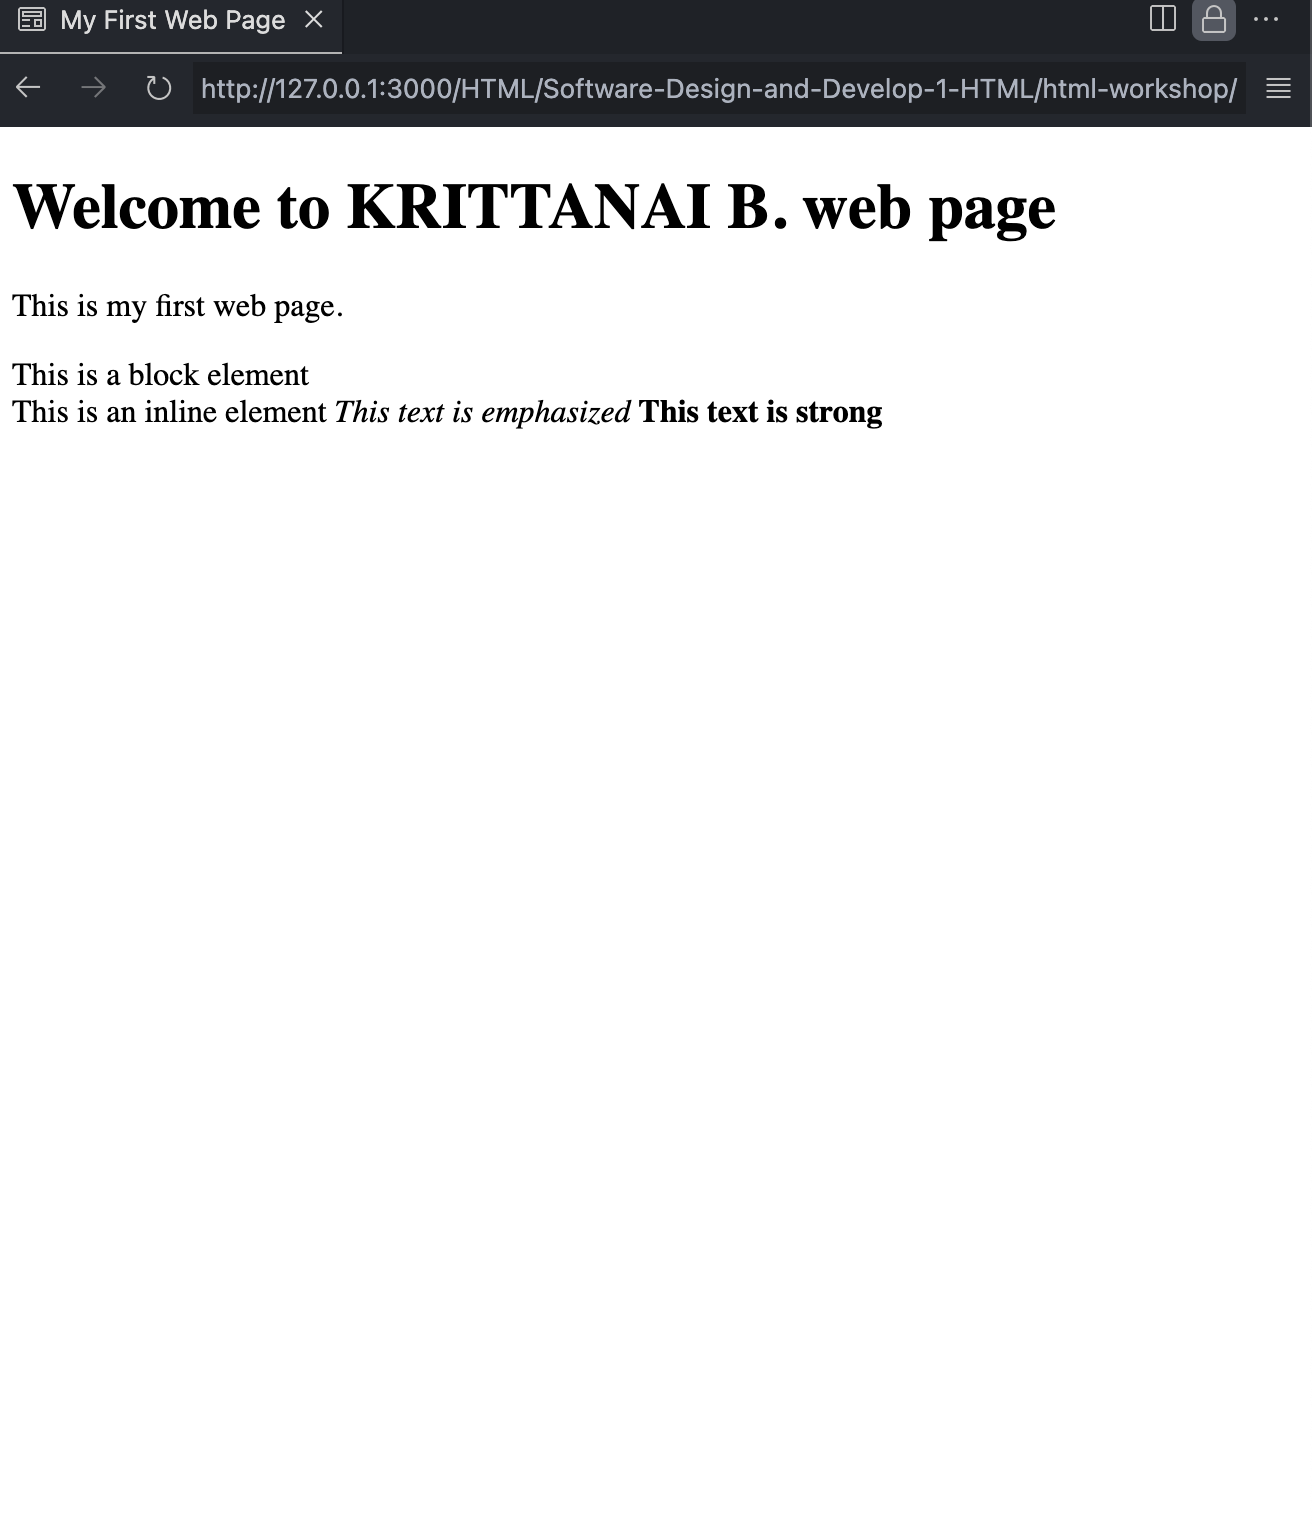 My First Web Page
http://127.0.0.1:3000/HTML/Software-Design-and-Develop-1-HTML/html-workshop/
Welcome to KRITTANAI B. web page
This is my first web page.
This is a block element
This is an inline element This text is emphasized This text is strong